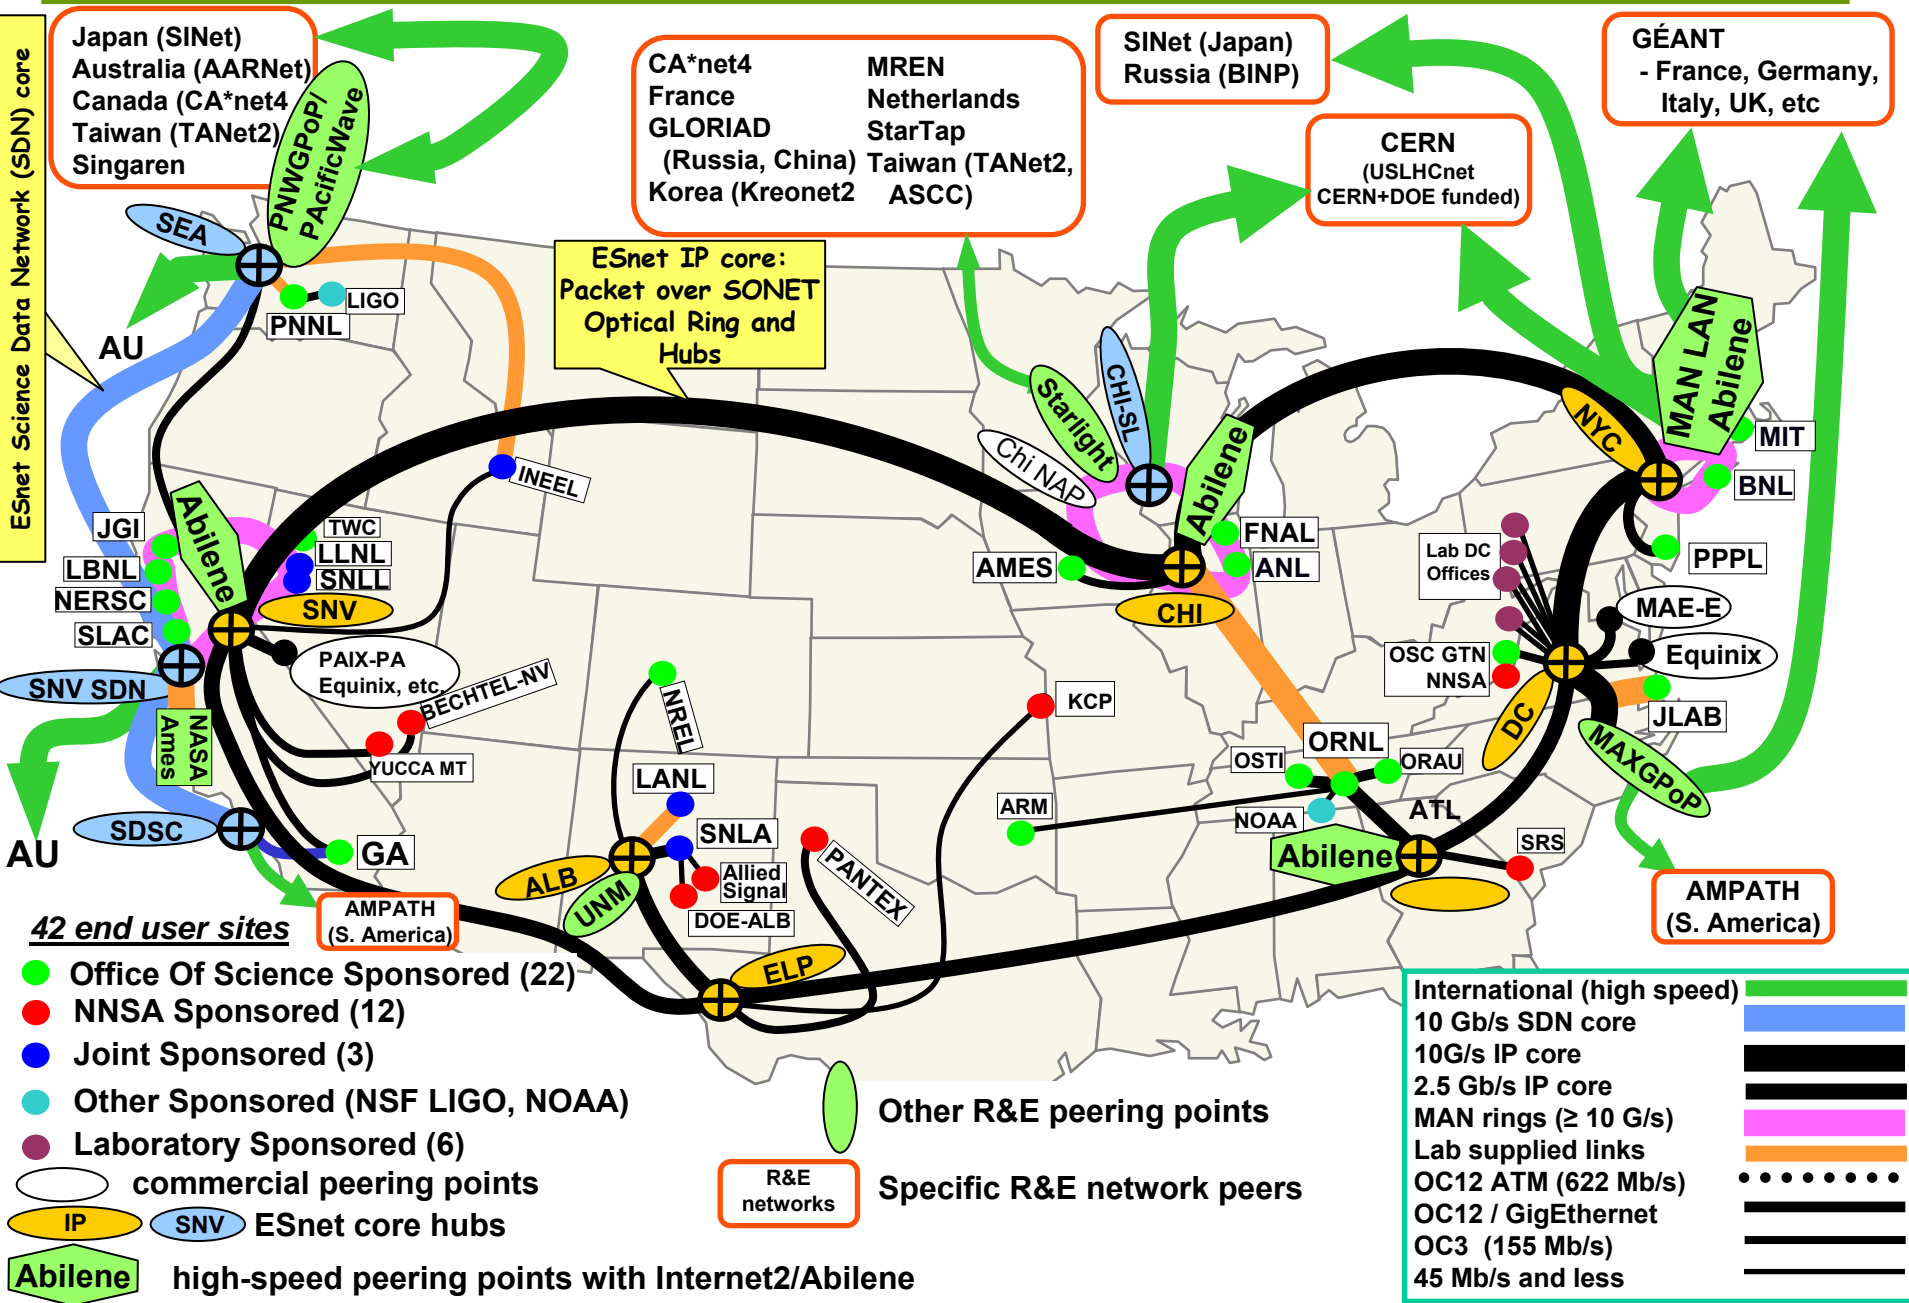 ESnet Science Data Network (SDN) core
Japan (SINet)
Australia (AARNet)
Canada (CA*net4
Taiwan (TANet2)
Singaren
PNWGPoP/
PAcificWave
CA*net4
France
GLORIAD
(Russia, China)
Korea (Kreonet2
MREN
Netherlands
StarTap
Taiwan (TANet2,
ASCC)
SINet (Japan)
Russia (BINP)
CERN
(USLHCnet
CERN+DOE funded)
GÉANT
- France, Germany,
Italy, UK, etc
SEA
AU
PNNL
LIGO
ESnet IP core:
Packet over SONET
Optical Ring and
Hubs
Starlight
CHI-SL
Chi NAP
Abilene
NYC
MAN LAN
Abilene
MIT
BNL
PPPL
INEEL
JGI
LBNL
NERSC
SLAC
Abilene
TWC
LLNL
SNLL
SNV
SNV SDN
PAIX-PA
Equinix, etc.
BECHTEL-NV
YUCCA MT
NASA
Ames
AU
SDSC
GA
AMPATH
(S. America)
AMES
FNAL
ANL
CHI
Lab DC
Offices
MAE-E
Equinix
OSC GTN
NNSA
DC
JLAB
MAXGPoP
NREL
KCP
LANL
SNLA
ALB
UNM
Allied
Signal
DOE-ALB
PANTEX
ELP
ARM
OSTI
ORNL
ORAU
NOAA
ATL
Abilene
SRS
AMPATH
(S. America)
42 end user sites
Office Of Science Sponsored (22)
NNSA Sponsored (12)
Joint Sponsored (3)
Other Sponsored (NSF LIGO, NOAA)
Laboratory Sponsored (6)
commercial peering points
IP
SNV
ESnet core hubs
Abilene
high-speed peering points with Internet2/Abilene
Other R&E peering points
R&E
networks
Specific R&E network peers
International (high speed)
10 Gb/s SDN core
10G/s IP core
2.5 Gb/s IP core
MAN rings (≥ 10 G/s)
Lab supplied links
OC12 ATM (622 Mb/s)
OC12 / GigEthernet
OC3 (155 Mb/s)
45 Mb/s and less